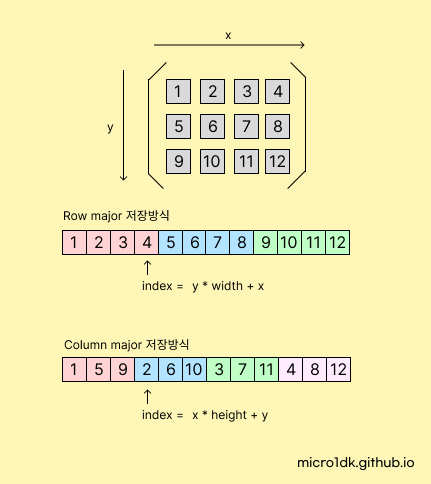 x
y
1 2 3 4
5 6 7 8
9 10 11 12
Row major 저장방식
1 2 3 4 5 6 7 8 9 10 11 12
index = y * width + x
Column major 저장방식
1 5 9 2 6 10 3 7 11 4 8 12
index = x * height + y
micro1dk.github.io